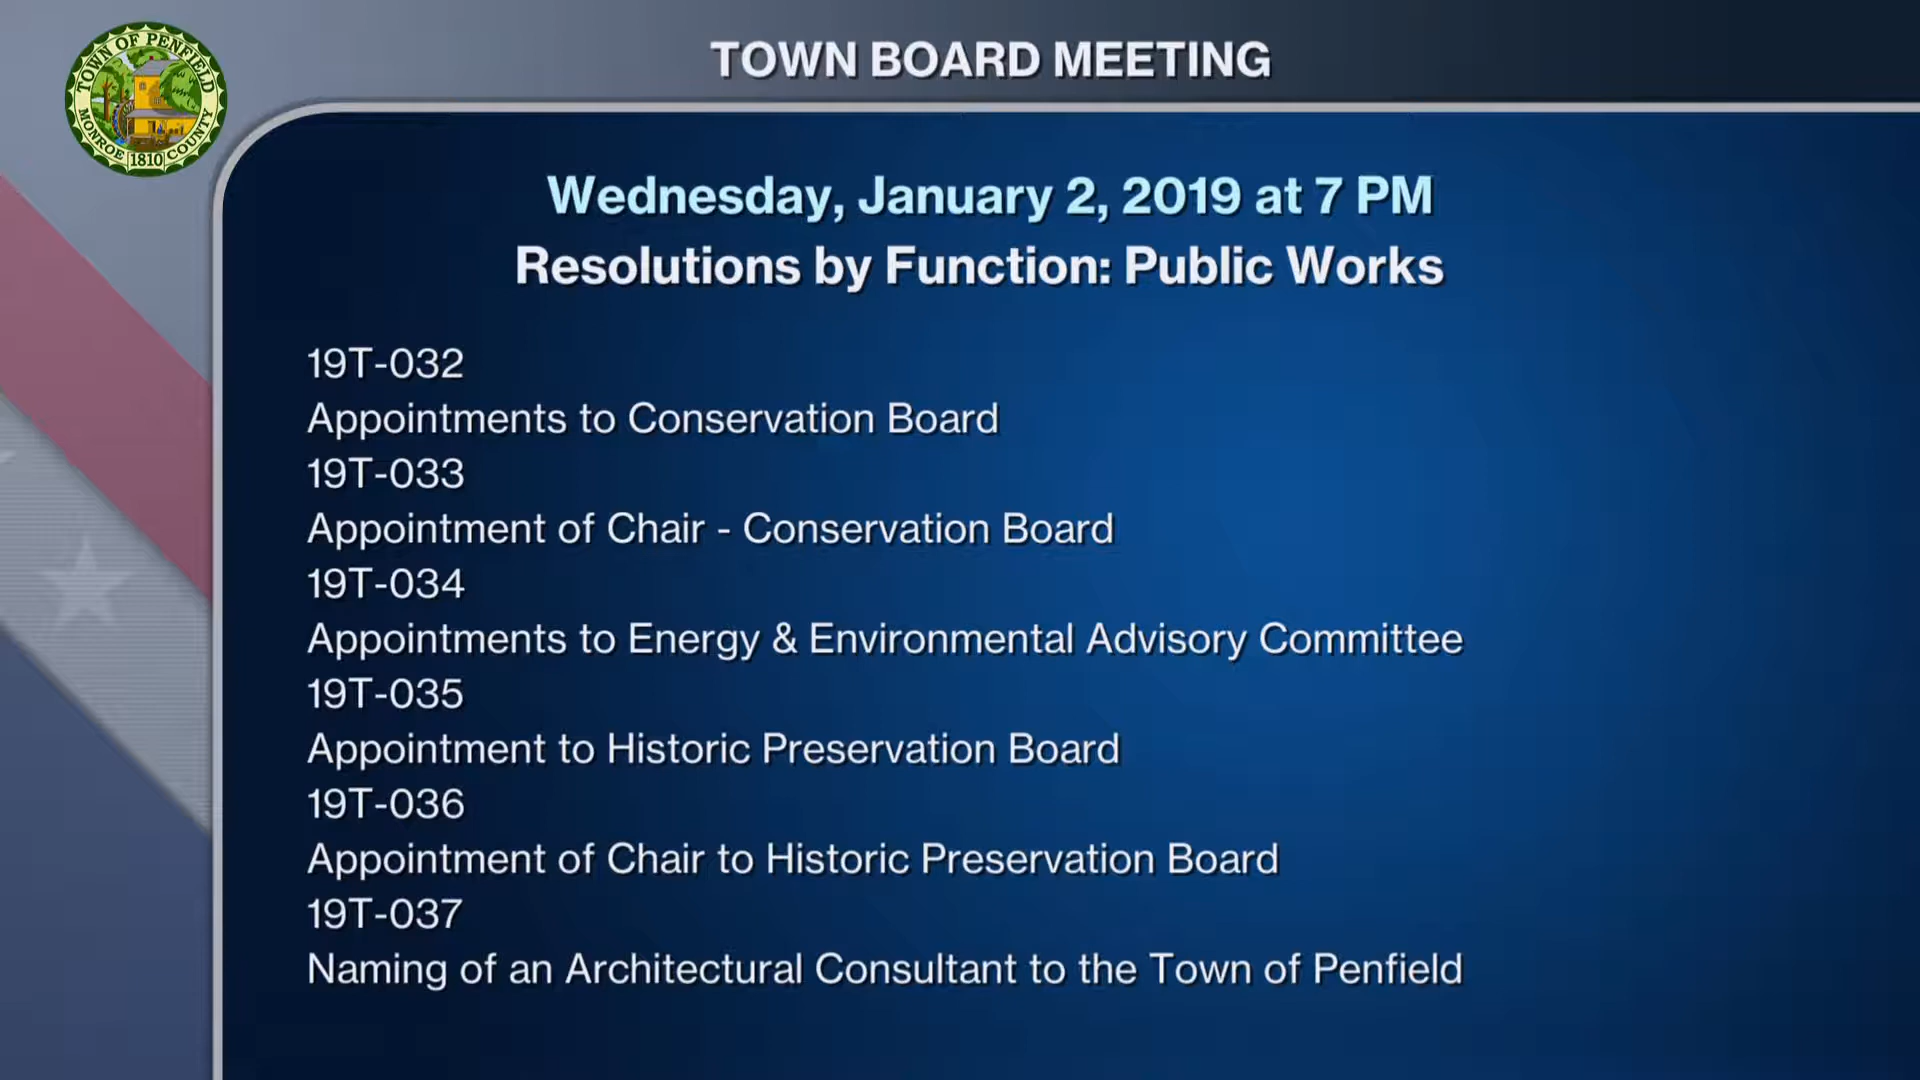 TOWN OF PENFIELD
MONROE 1810 COUNTY
TOWN BOARD MEETING
Wednesday, January 2, 2019 at 7 PM
Resolutions by Function: Public Works
19T-032
Appointments to Conservation Board
19T-033
Appointment of Chair - Conservation Board
19T-034
Appointments to Energy & Environmental Advisory Committee
19T-035
Appointment to Historic Preservation Board
19T-036
Appointment of Chair to Historic Preservation Board
19T-037
Naming of an Architectural Consultant to the Town of Penfield